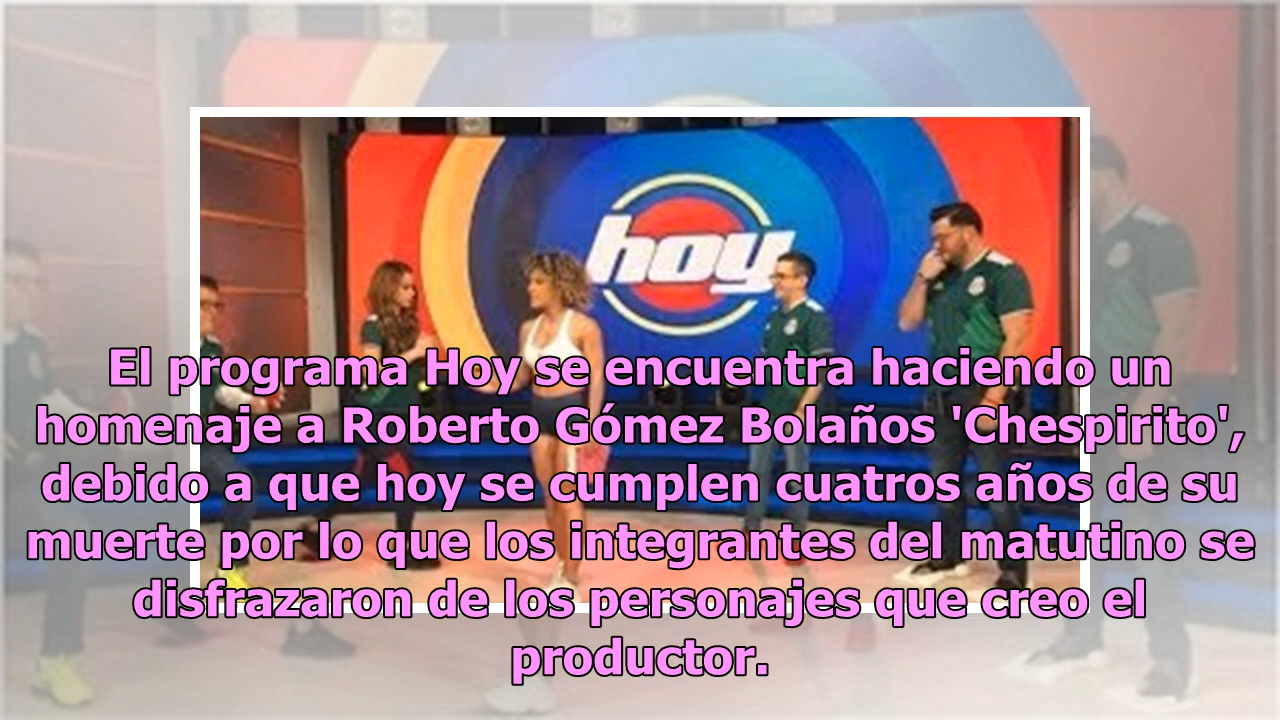 hoy
El programa Hoy se encuentra haciendo un
homenaje a Roberto Gómez Bolaños 'Chespirito',
debido a que hoy se cumplen cuatros años de su
muerte por lo que los integrantes del matutino se
disfrazaron de los personajes que creo el
productor.